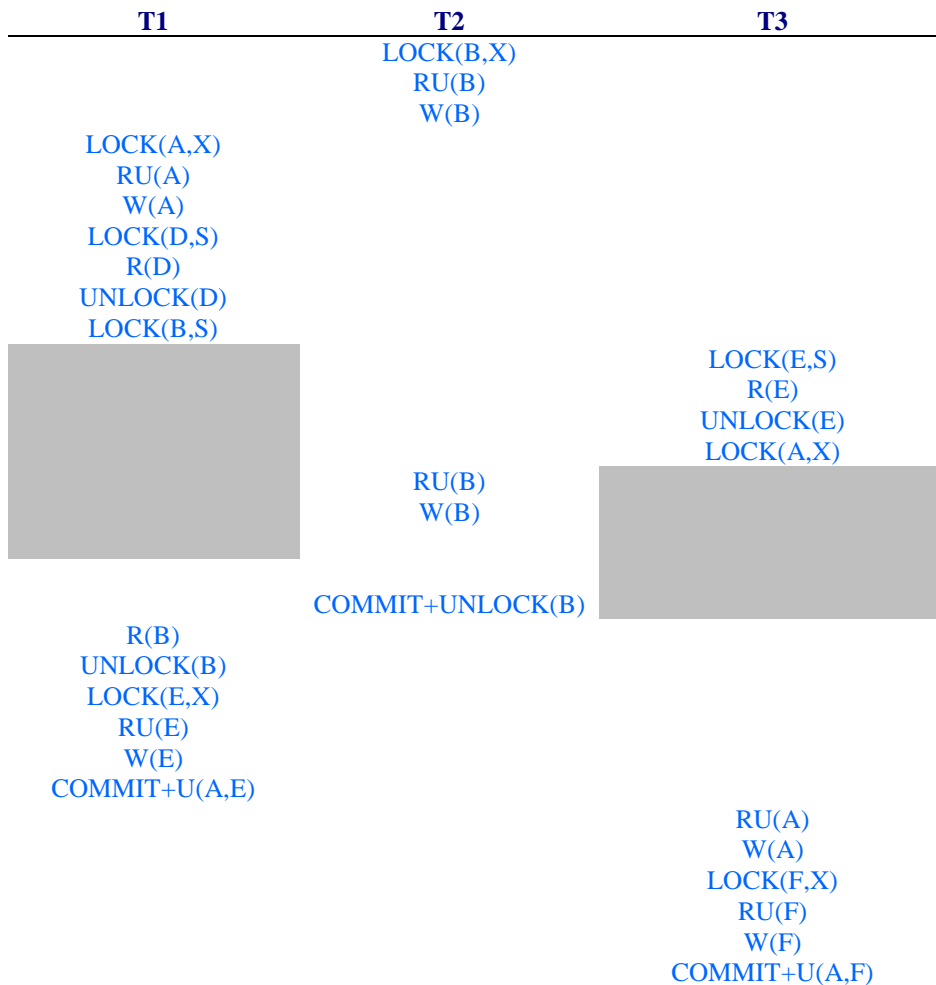 T1 T2 T3
LOCK(B,X)
RU(B)
W(B)
LOCK(A,X)
RU(A)
W(A)
LOCK(D,S)
R(D)
UNLOCK(D)
LOCK(B,S)
LOCK(E,S)
R(E)
UNLOCK(E)
LOCK(A,X)
RU(B)
W(B)
COMMIT+UNLOCK(B)
R(B)
UNLOCK(B)
LOCK(E,X)
RU(E)
W(E)
COMMIT+U(A,E)
RU(A)
W(A)
LOCK(F,X)
RU(F)
W(F)
COMMIT+U(A,F)